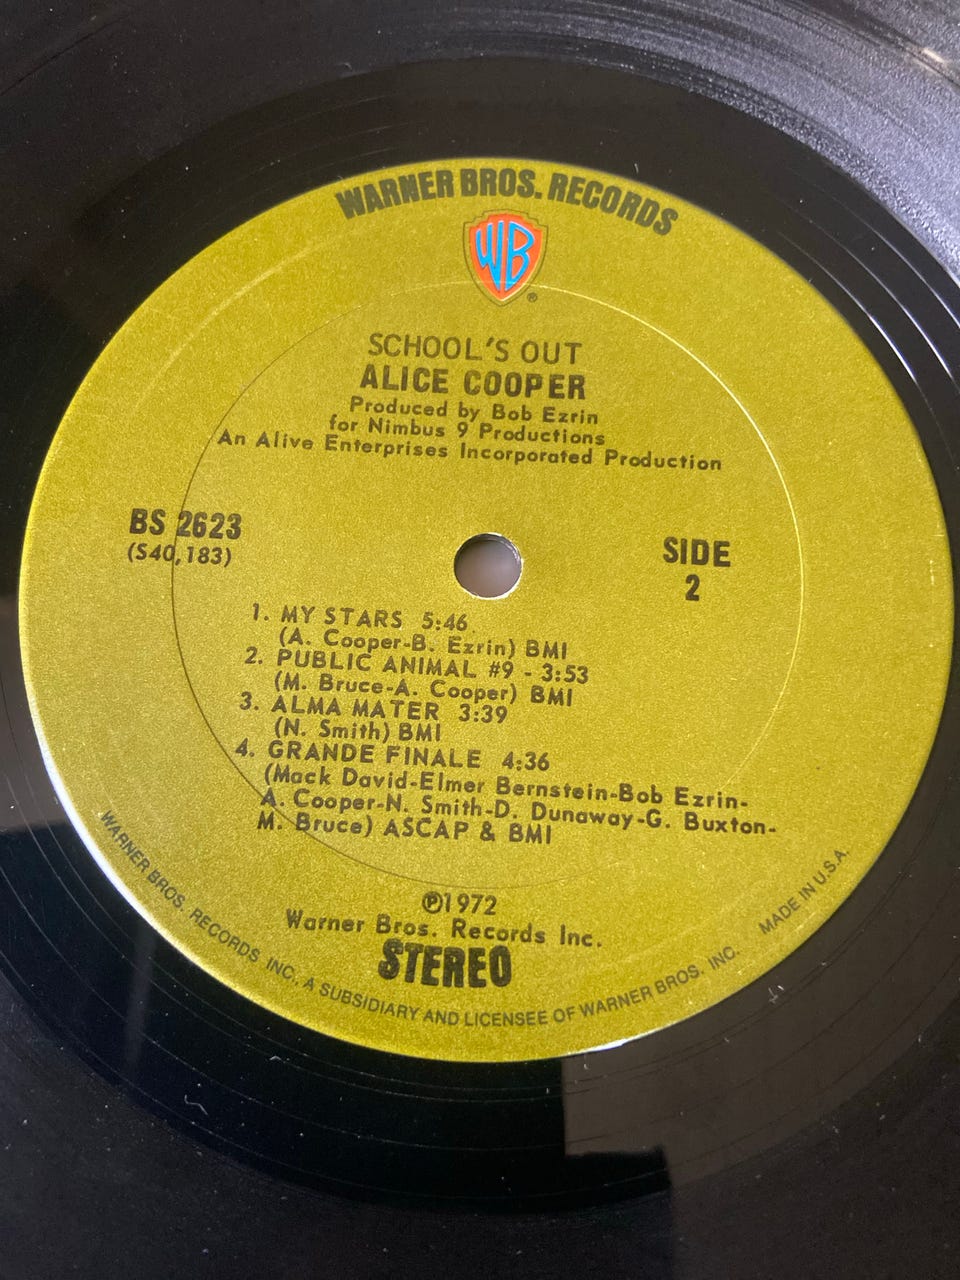 WARNER BROS. RECORDS
WB
®
SCHOOL'S OUT
ALICE COOPER
Produced by Bob Ezrin
for Nimbus 9 Productions
An Alive Enterprises Incorporated Production
BS 2623
(S40,183)
SIDE
2
1. MY STARS 5:46
(A. Cooper-B. Ezrin) BMI
2. PUBLIC ANIMAL #9 - 3:53
(M. Bruce-A. Cooper) BMI
3. ALMA MATER 3:39
(N. Smith) BMI
4. GRANDE FINALE 4:36
(Mack David-Elmer Bernstein-Bob Ezrin-
A. Cooper-N. Smith-D. Dunaway-G. Buxton-
M. Bruce) ASCAP & BMI
℗1972
Warner Bros. Records Inc.
STEREO
WARNER BROS. RECORDS INC., A SUBSIDIARY AND LICENSEE OF WARNER BROS. INC. MADE IN U.S.A.